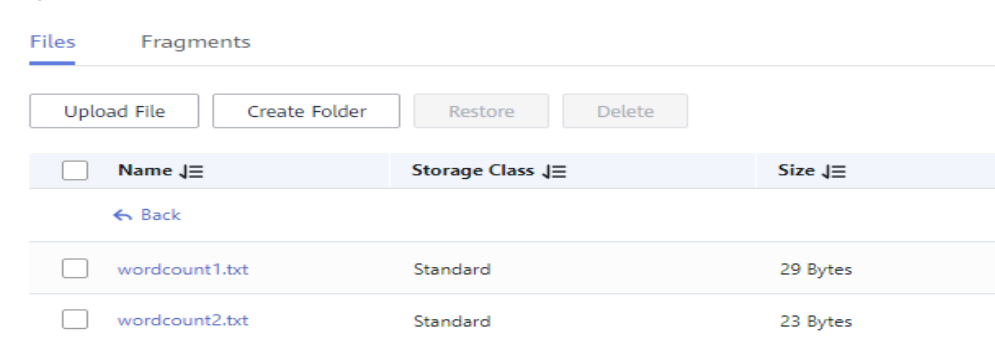 Files Fragments
Upload File Create Folder Restore Delete
Name Storage Class Size
Back
wordcount1.txt Standard 29 Bytes
wordcount2.txt Standard 23 Bytes